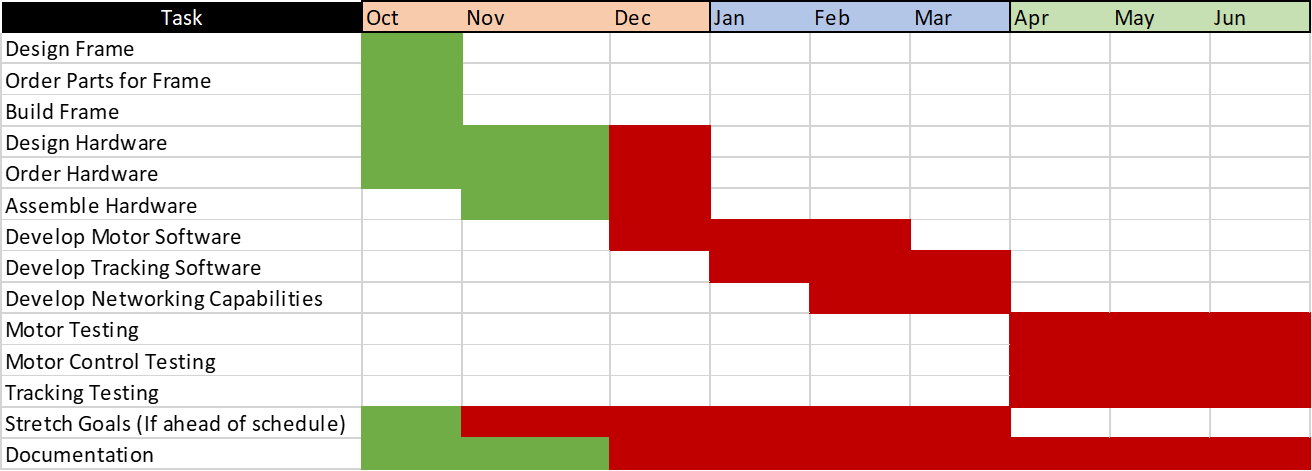 Task Oct Nov Dec Jan Feb Mar Apr May Jun
Design Frame
Order Parts for Frame
Build Frame
Design Hardware
Order Hardware
Assemble Hardware
Develop Motor Software
Develop Tracking Software
Develop Networking Capabilities
Motor Testing
Motor Control Testing
Tracking Testing
Stretch Goals (If ahead of schedule)
Documentation